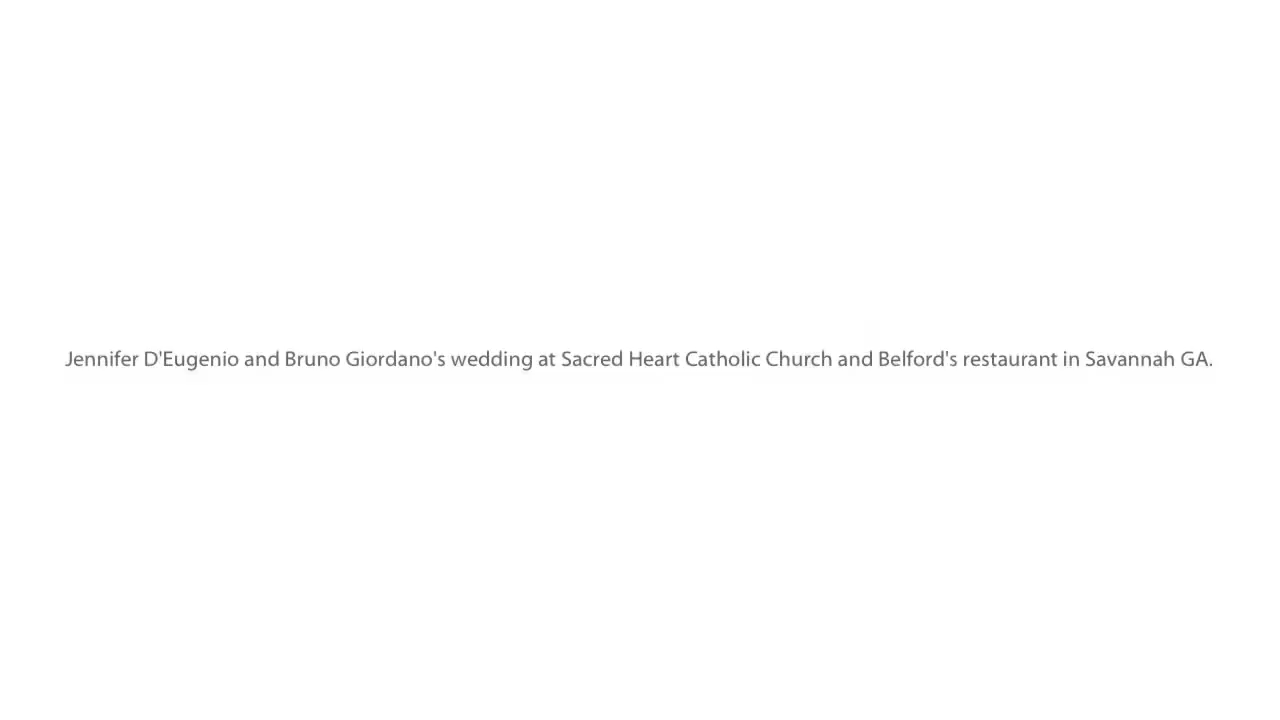 Jennifer D'Eugenio and Bruno Giordano's wedding at Sacred Heart Catholic Church and Belford's restaurant in Savannah GA.